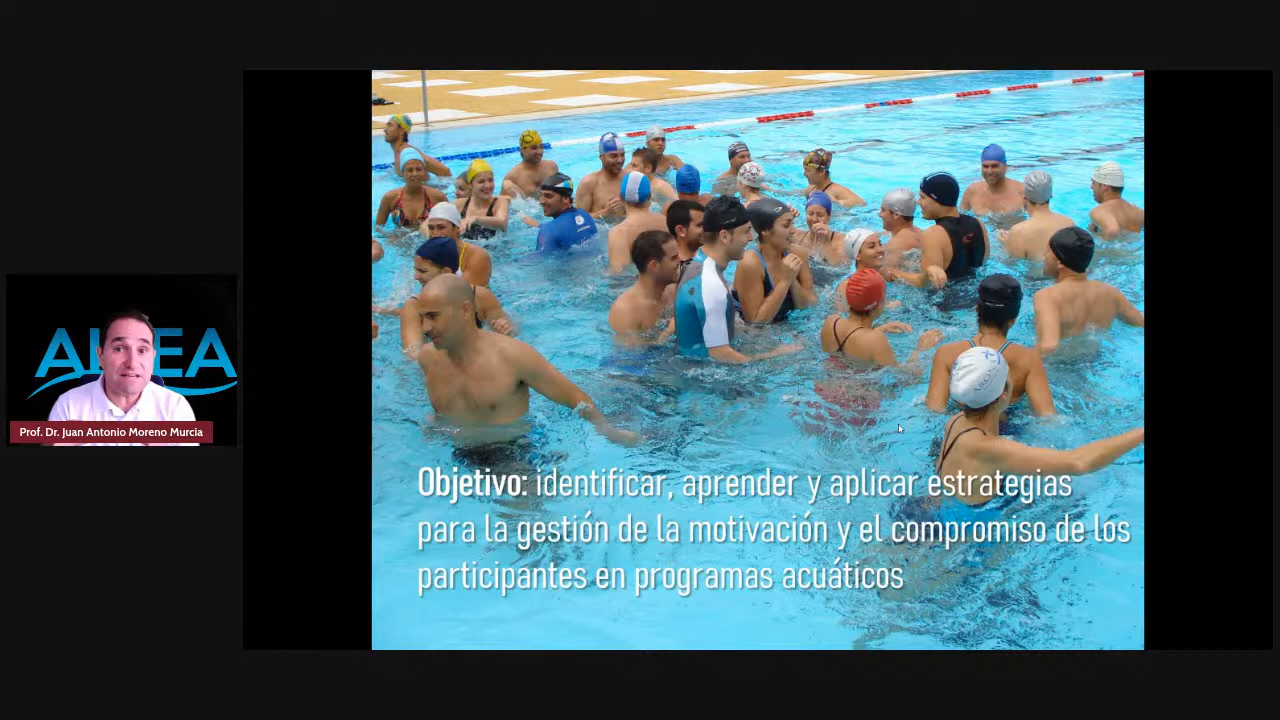 Objetivo: identificar, aprender y aplicar estrategias
para la gestión de la motivación y el compromiso de los
participantes en programas acuáticos
Prof. Dr. Juan Antonio Moreno Murcia